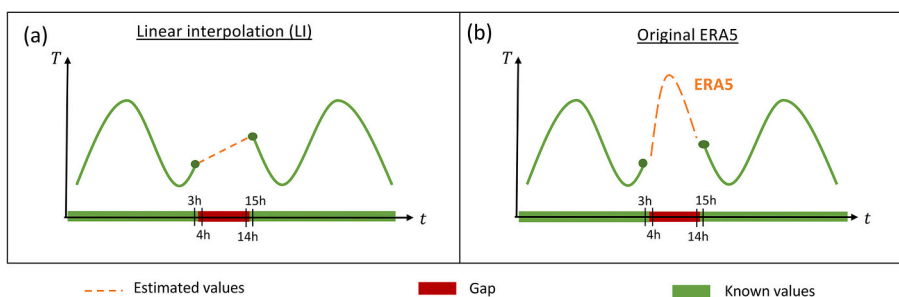 (a)
Linear interpolation (LI)
T
3h
15h
4h
14h
t
(b)
Original ERA5
T
ERA5
3h
15h
4h
14h
t
Estimated values
Gap
Known values